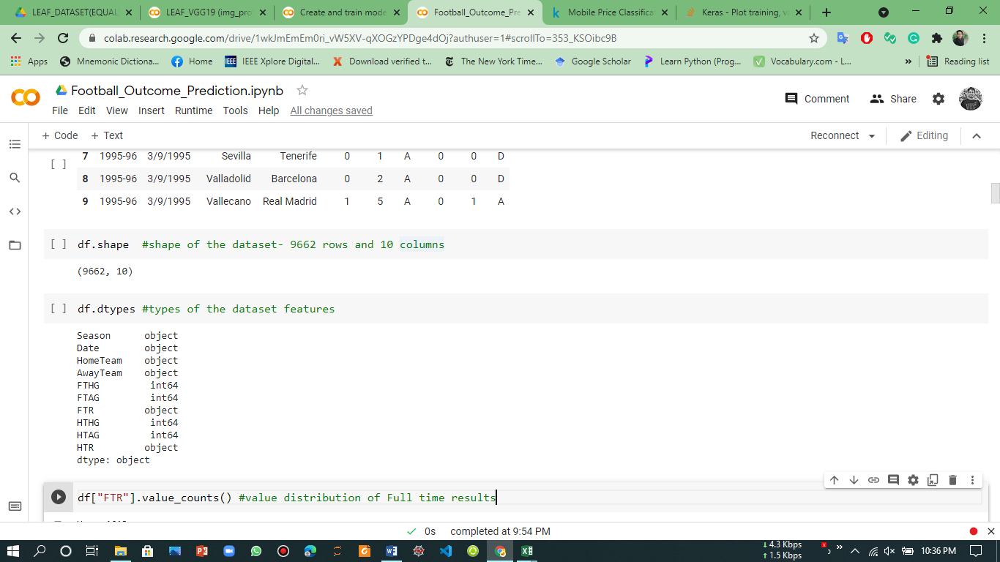 LEAF_DATASET(EQUAL
LEAF_VGG19 (img_pro
Create and train mode
Football_Outcome_Pre
Mobile Price Classifica
Keras - Plot training, va
colab.research.google.com/drive/1wkJmEmEm0ri_vW5XV-qXOGzYPDge4dOj?authuser=1#scrollTo=353_KSOibc9B
Apps
Mnemonic Dictiona...
Home
IEEE
IEEE Xplore Digital...
Download verified t...
The New York Time...
Google Scholar
Learn Python (Prog...
Vocabulary.com - L...
»
Reading list
Football_Outcome_Prediction.ipynb
Comment
Share
File Edit View Insert Runtime Tools Help All changes saved
+ Code + Text
Reconnect
Editing
[ ]
7 1995-96 3/9/1995 Sevilla Tenerife 0 1 A 0 0 D
8 1995-96 3/9/1995 Valladolid Barcelona 0 2 A 0 0 D
9 1995-96 3/9/1995 Vallecano Real Madrid 1 5 A 0 1 A
[ ] df.shape #shape of the dataset- 9662 rows and 10 columns
(9662, 10)
[ ] df.dtypes #types of the dataset features
Season object
Date object
HomeTeam object
AwayTeam object
FTHG int64
FTAG int64
FTR object
HTHG int64
HTAG int64
HTR object
dtype: object
df["FTR"].value_counts() #value distribution of Full time results
0s completed at 9:54 PM
4.3 Kbps
1.5 Kbps
10:36 PM